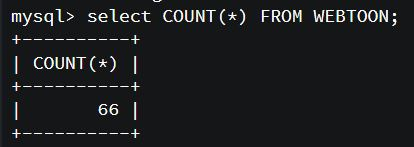 mysql> select COUNT(*) FROM WEBTOON;
+----------+
| COUNT(*) |
+----------+
|       66 |
+----------+